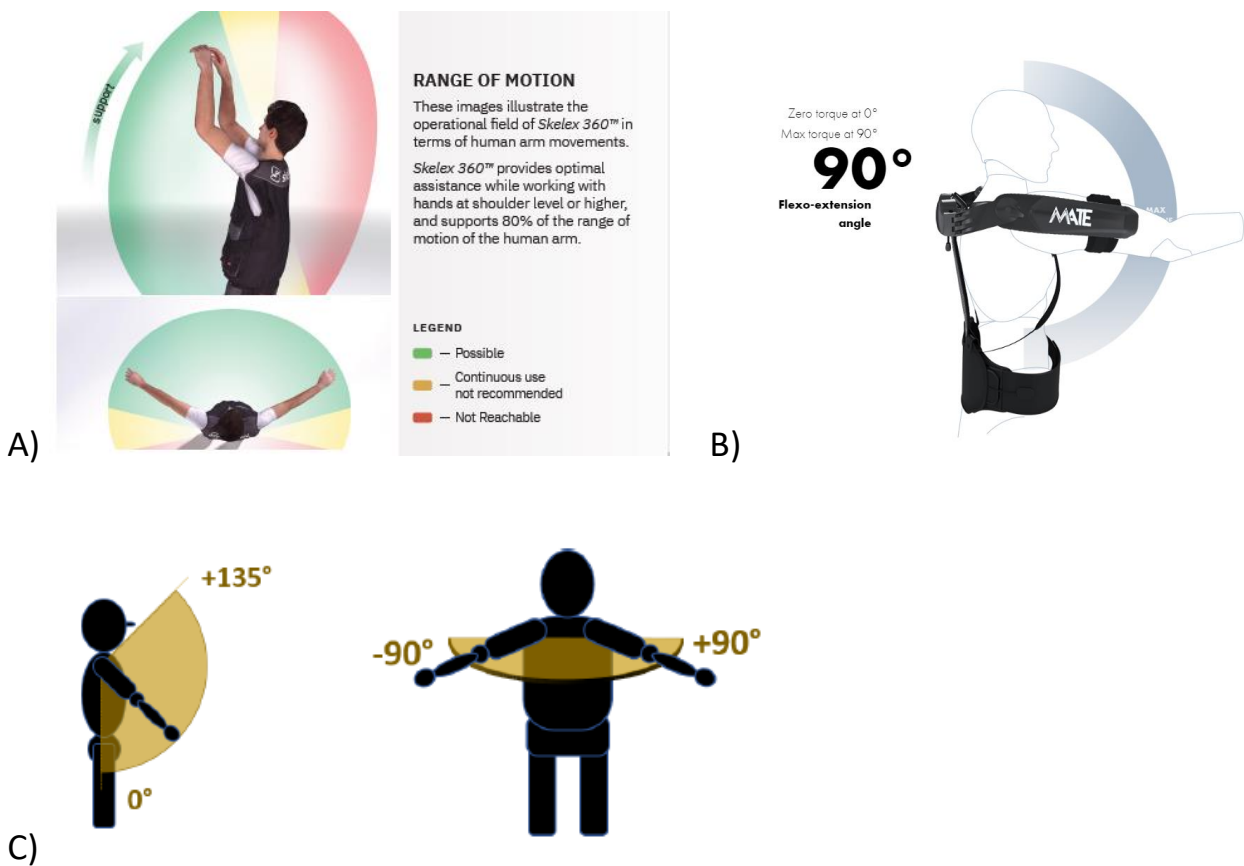 support
RANGE OF MOTION
These images illustrate the
operational field of Skelex 360™ in
terms of human arm movements.
Skelex 360™ provides optimal
assistance while working with
hands at shoulder level or higher,
and supports 80% of the range of
motion of the human arm.
LEGEND
— Possible
— Continuous use
not recommended
— Not Reachable
A)
Zero torque at 0°
Max torque at 90°
90°
Flexo-extension
angle
MATE
MAX
B)
+135°
0°
-90°
+90°
C)